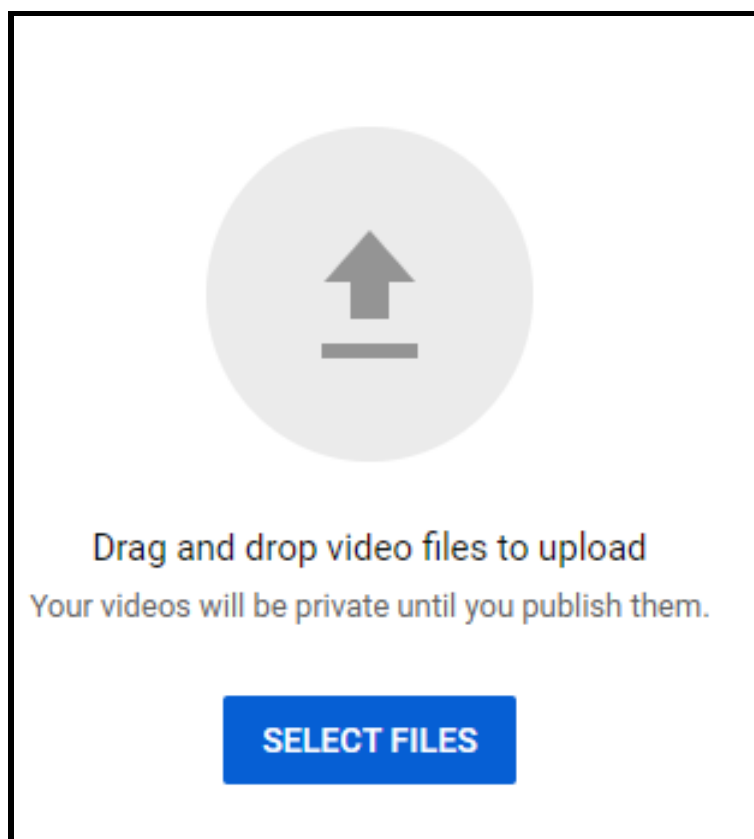 Drag and drop video files to upload
Your videos will be private until you publish them.
SELECT FILES